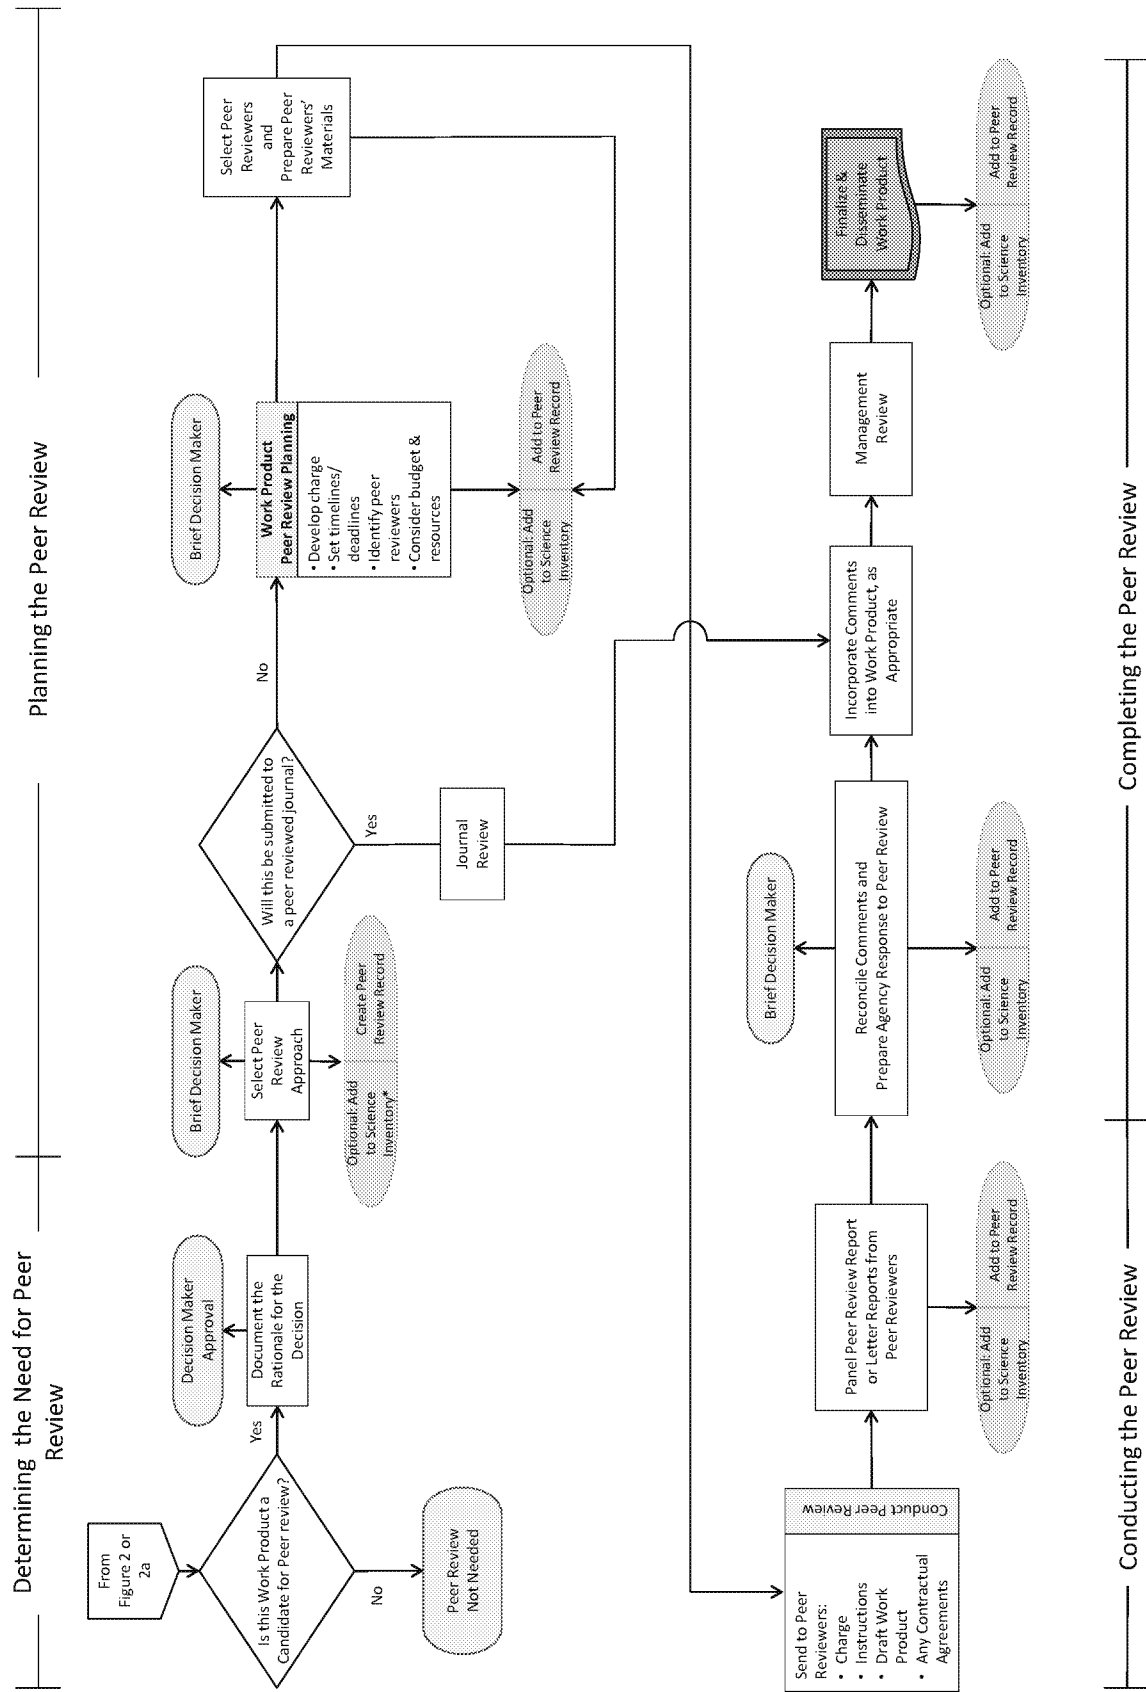 Determining  the Need for Peer
Review
Planning the Peer Review
From
Figure 2 or
2a
Is this Work Product a
Candidate for Peer review?
Yes
No
Peer Review
Not Needed
Decision Maker
Approval
Document the
Rationale for the
Decision
Brief Decision Maker
Select Peer
Review
Approach
Optional: Add
to Science
Inventory*
Create Peer
Review Record
Will this be submitted to
a peer reviewed journal?
Yes
No
Journal
Review
Brief Decision Maker
Work Product
Peer Review Planning
• Develop charge
• Set timelines/
deadlines
• Identify peer
reviewers
• Consider budget &
resources
Optional: Add
to Science
Inventory
Add to Peer
Review Record
Select Peer
Reviewers
and
Prepare Peer
Reviewers'
Materials
Send to Peer
Reviewers:
• Charge
• Instructions
• Draft Work
Product
• Any Contractual
Agreements
Conduct Peer Review
Panel Peer Review Report
or Letter Reports from
Peer Reviewers
Optional: Add
to Science
Inventory
Add to Peer
Review Record
Brief Decision Maker
Reconcile Comments and
Prepare Agency Response to Peer Review
Optional: Add
to Science
Inventory
Add to Peer
Review Record
Incorporate Comments
into Work Product, as
Appropriate
Management
Review
Finalize &
Disseminate
Work Product
Optional: Add
to Science
Inventory
Add to Peer
Review Record
Conducting the Peer Review
Completing the Peer Review